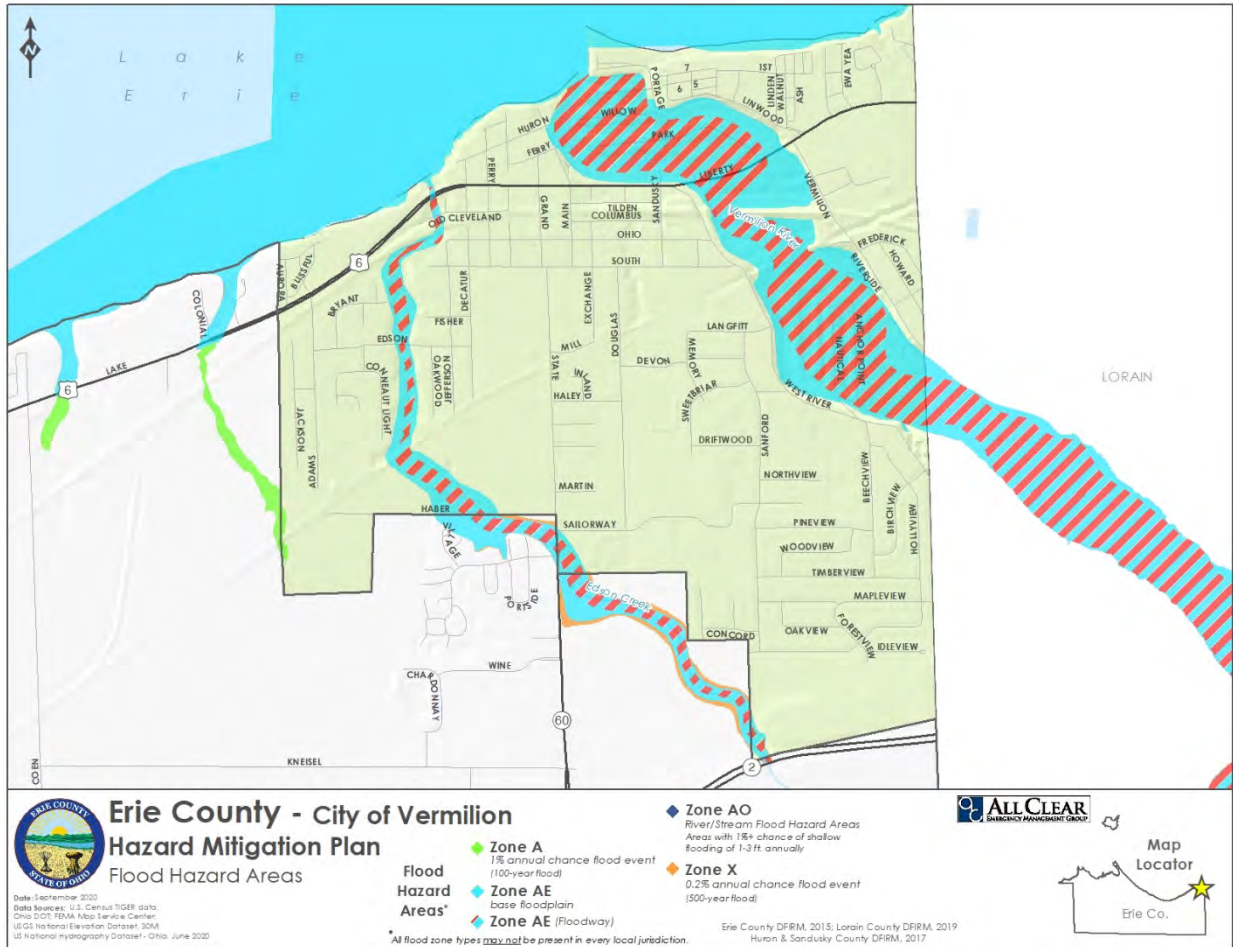 N
Lake
Erie
7
1ST
PORTAGE
6
5
LINDEN
WALNUT
ASH
EWA YEA
LINWOOD
WILLOW
HURON
PARK
FERRY
PERRY
LIBERTY
GRAND
MAIN
SANDUSKY
VERMILION
OLD CLEVELAND
TILDEN
COLUMBUS
Vermilion River
OHIO
FREDERICK
HOWARD
RIVERSIDE
SOUTH
6
AURORA
BLISSFUL
COLONIAL
BRYANT
DECATUR
FISHER
EXCHANGE
DOUGLAS
LANGFITT
ANCHOR POINT
NAUTICAL
EDSON
MILL
MEMORY
DEVON
LAKE
6
CONNEAUT LIGHT
OAKWOOD
N JEFFERSON
STATE
INLAND
HALEY
SWEETBRIAR
WEST RIVER
LORAIN
JACKSON
ADAMS
DRIFTWOOD
SANFORD
NORTHVIEW
BEECHVIEW
BIRCHVIEW
HOLLYVIEW
MARTIN
HABER
SAILORWAY
PINEVIEW
VILLAGE
WOODVIEW
TIMBERVIEW
Edson Creek
PORTSIDE
MAPLEVIEW
CONCORD
OAKVIEW
FORESTVIEW
IDLEVIEW
WINE
CHARDONNAY
60
KNEISEL
COEN
2
ERIE COUNTY
STATE OF OHIO
Erie County - City of Vermilion
Hazard Mitigation Plan
Flood Hazard Areas
Date: September 2020
Data Sources: U.S. Census TIGER data;
Ohio DOT; FEMA Map Service Center;
USGS National Elevation Dataset, 30M;
US National Hydrography Dataset - Ohio, June 2020
Flood
Hazard
Areas*
Zone A
1% annual chance flood event
(100-year flood)
Zone AE
base floodplain
Zone AE (Floodway)
Zone AO
River/Stream Flood Hazard Areas
Areas with 1%+ chance of shallow
flooding of 1-3 ft. annually
Zone X
0.2% annual chance flood event
(500-year flood)
*All flood zone types may not be present in every local jurisdiction.
Erie County DFIRM, 2015; Lorain County DFIRM, 2019
Huron & Sandusky County DFIRM, 2017
ALL CLEAR
EMERGENCY MANAGEMENT GROUP
Map
Locator
Erie Co.